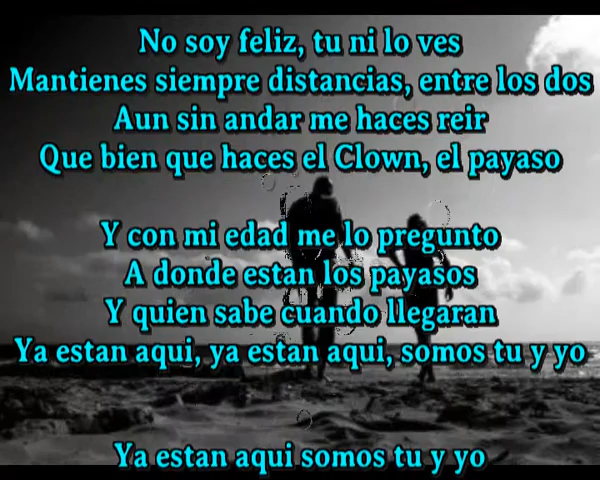 No soy feliz, tu ni lo ves
Mantienes siempre distancias, entre los dos
Aun sin andar me haces reir
Que bien que haces el Clown, el payaso
Y con mi edad me lo pregunto
A donde estan los payasos
Y quien sabe cuando llegaran
Ya estan aqui, ya estan aqui, somos tu y yo
Ya estan aqui somos tu y yo